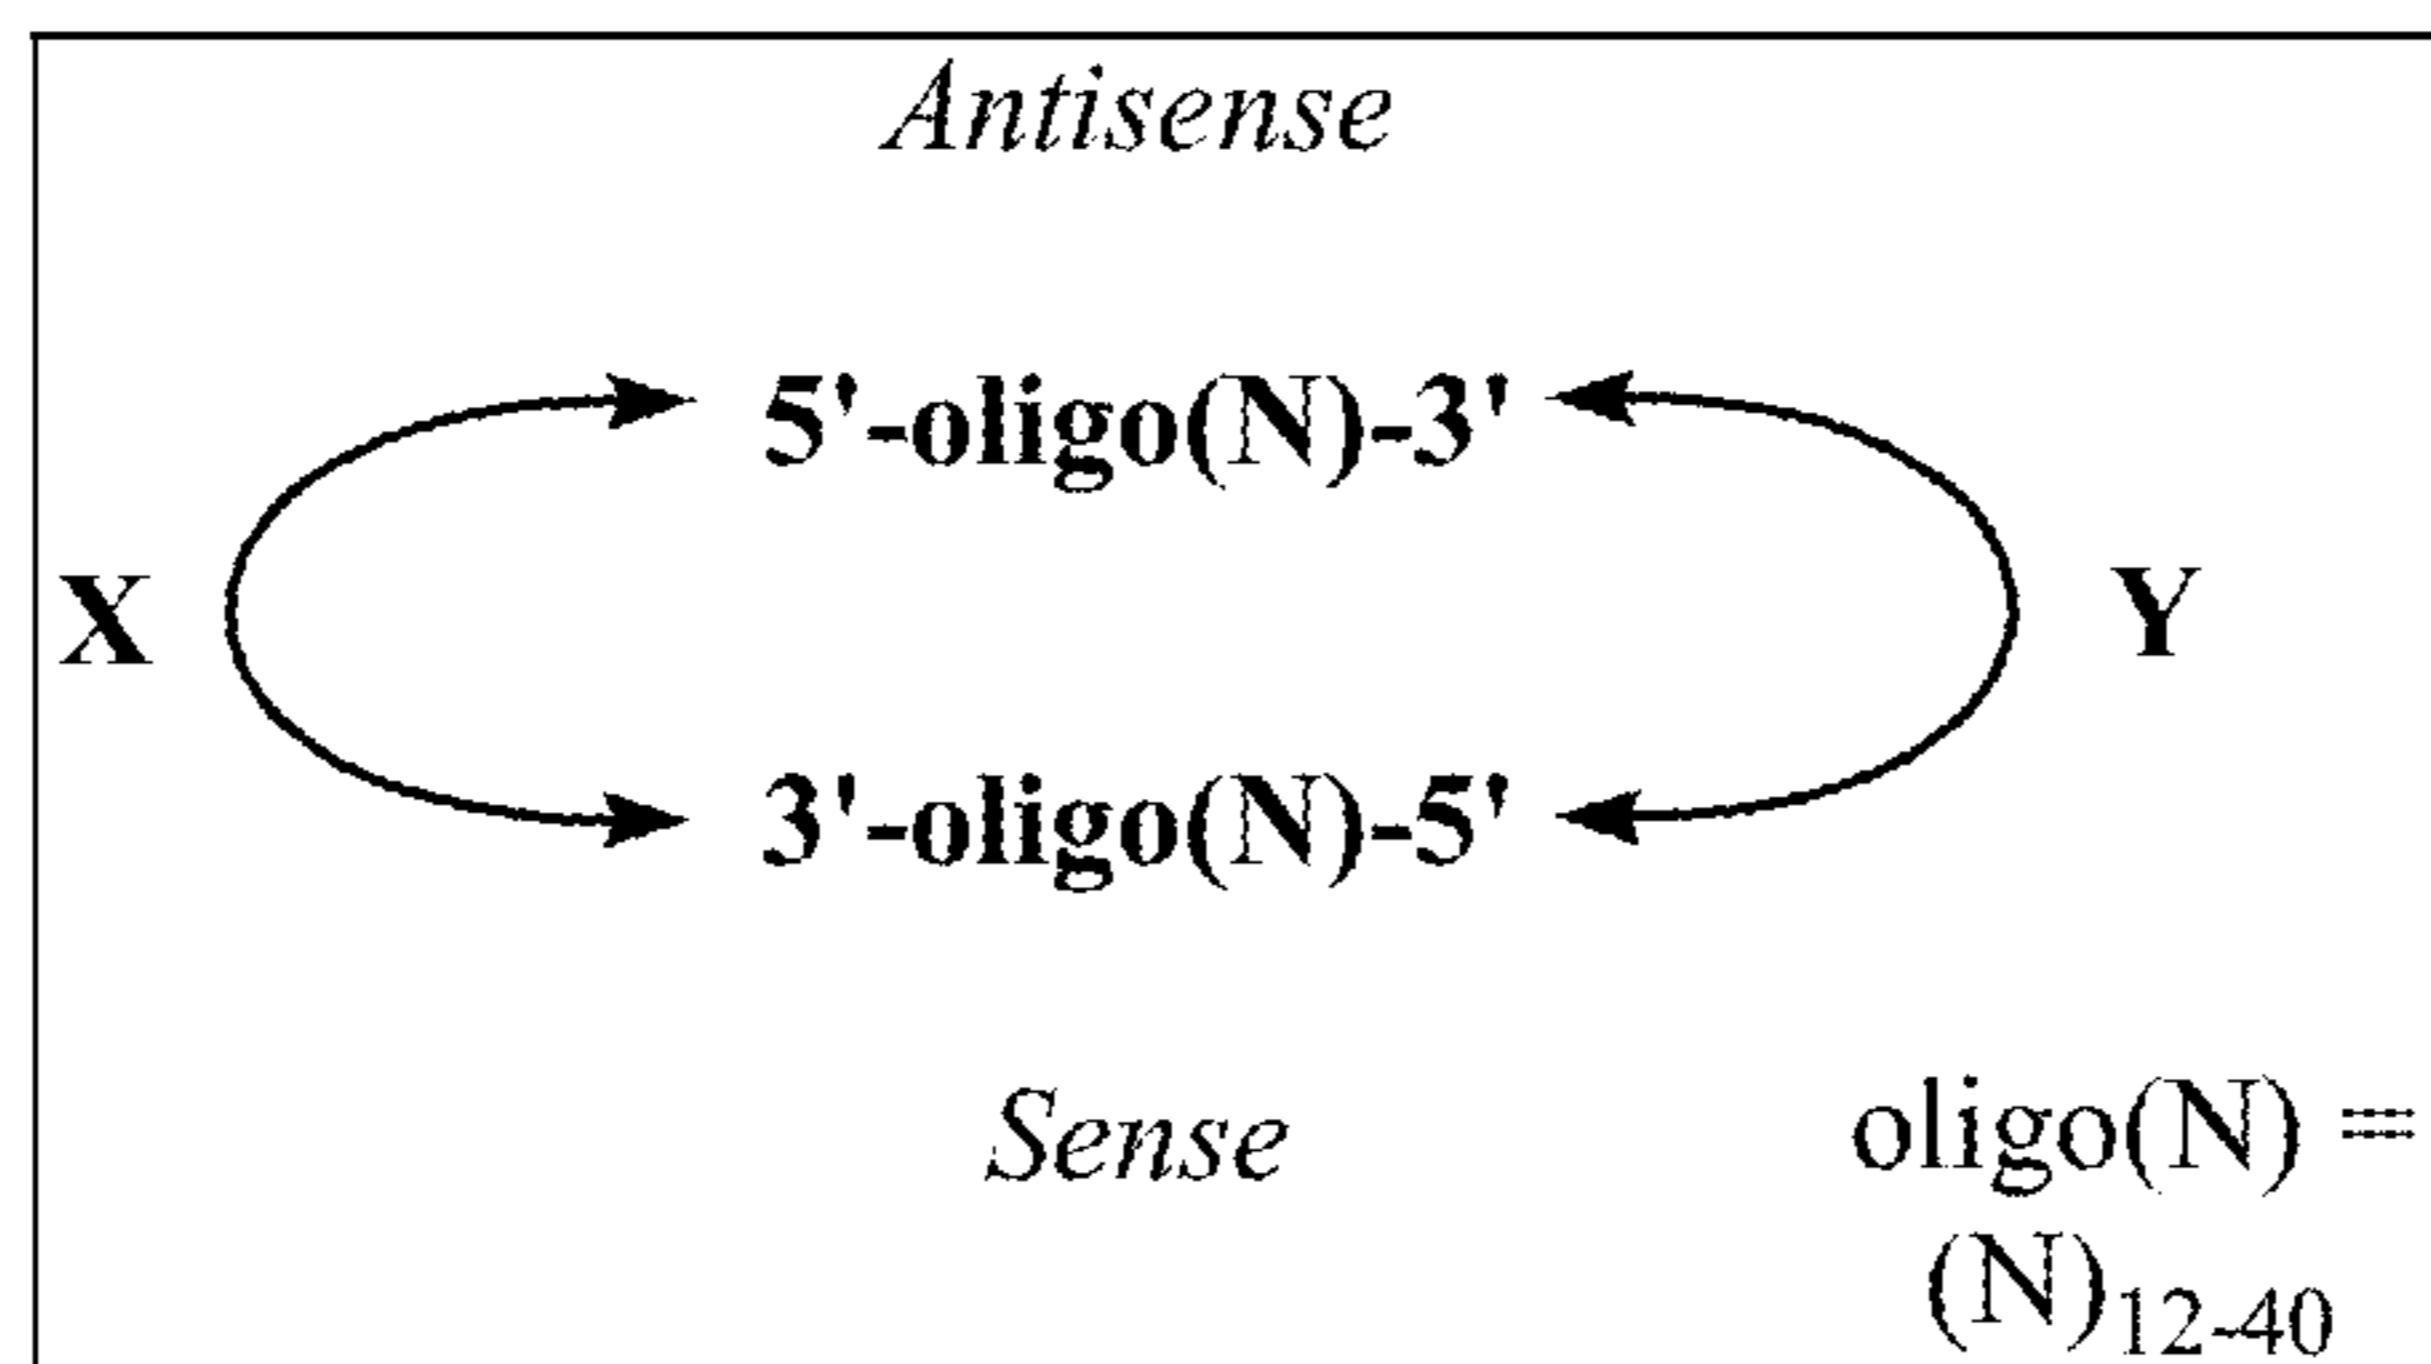 Antisense
5'-oligo(N)-3'
X Y
3'-oligo(N)-5'
Sense
oligo(N) =
(N)12-40